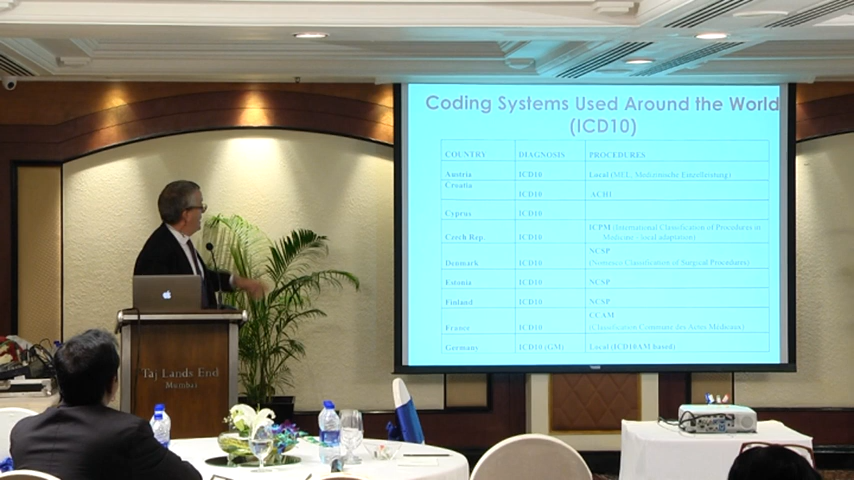 Coding Systems Used Around the World
(ICD10)
COUNTRY DIAGNOSIS PROCEDURES
Austria ICD10 Local (MEL, Medizinische Einzelleistung)
Croatia ICD10 ACHI
Cyprus ICD10
Czech Rep. ICD10 ICPM (International Classification of Procedures in
Medicine - local adaptation)
Denmark ICD10 NCSP
(Nomesco Classification of Surgical Procedures)
Estonia ICD10 NCSP
Finland ICD10 NCSP
France ICD10 CCAM
(Classification Commune des Actes Médicaux)
Germany ICD10 (GM) Local (ICD10AM based)
Taj Lands End
Mumbai